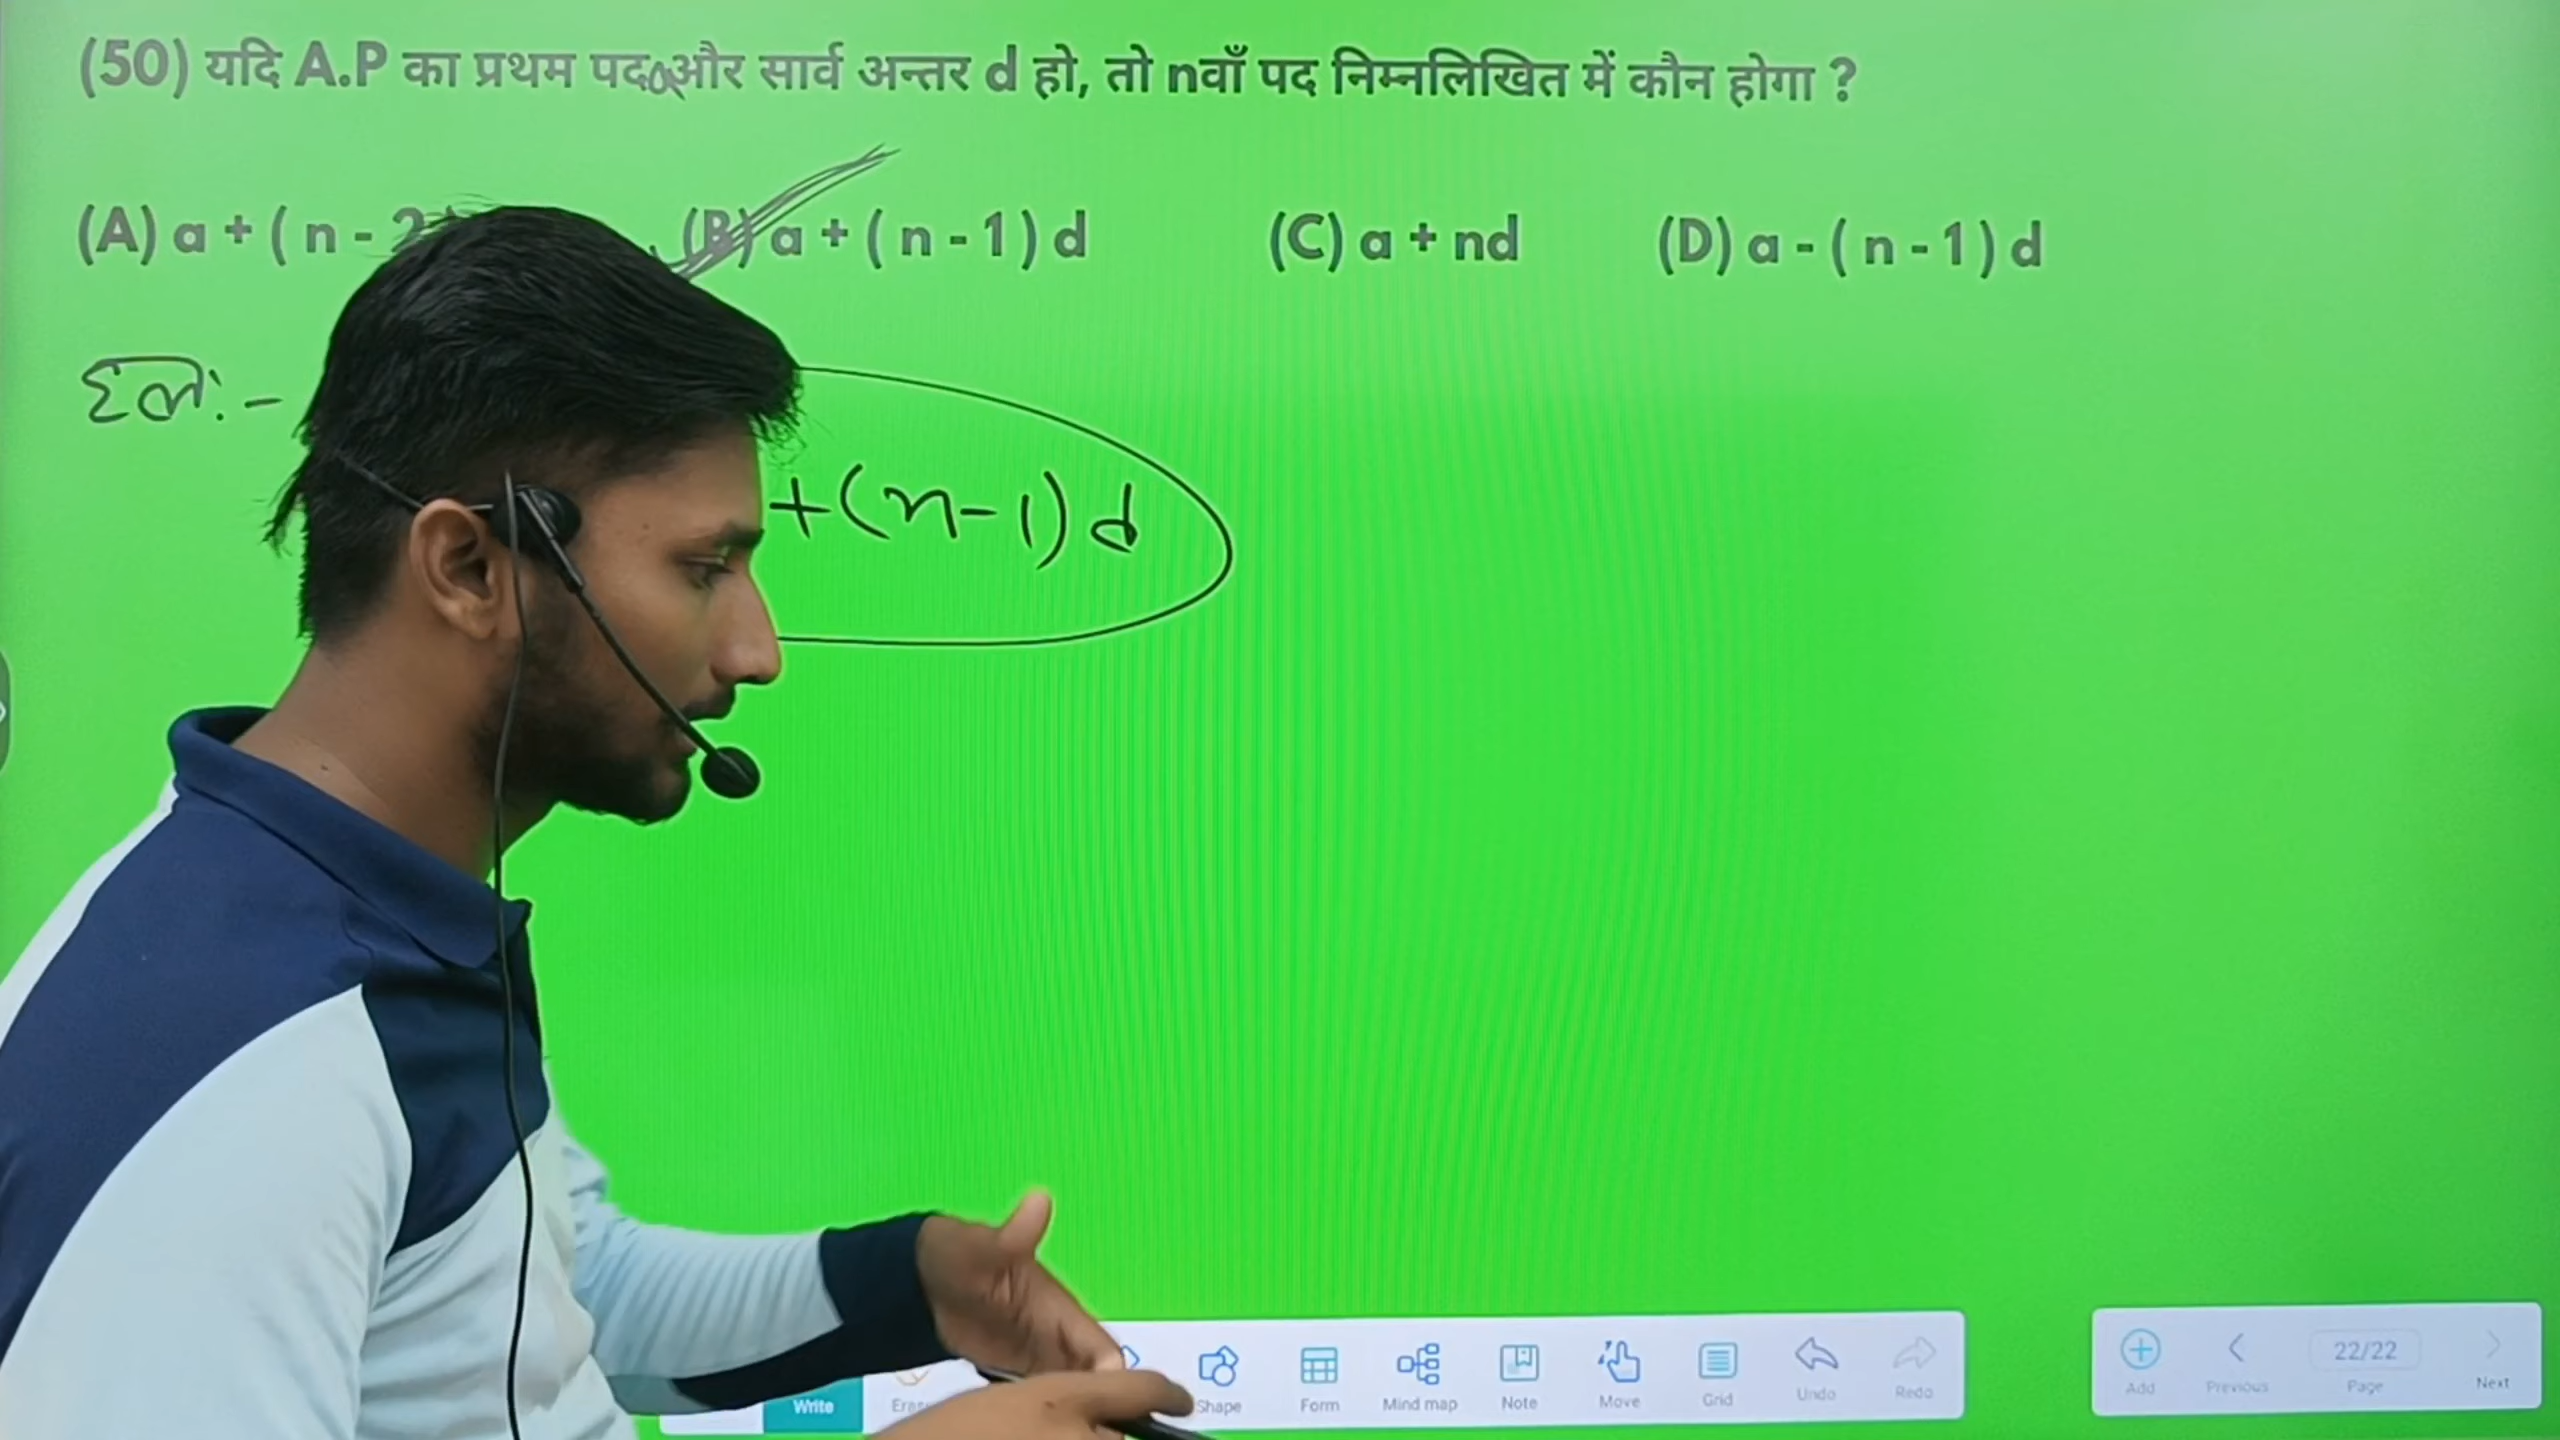 (50) यदि A.P का प्रथम पद a और सार्व अन्तर d हो, तो nवाँ पद निम्नलिखित में कौन होगा ?
(A) a + ( n - 2 (B) a + ( n - 1 ) d (C) a + nd (D) a - ( n - 1 ) d
हलः-
+(n-1)d
Write Shape Form Mind map Note Move Grid Undo Redo
Add Previous 22/22 Page Next